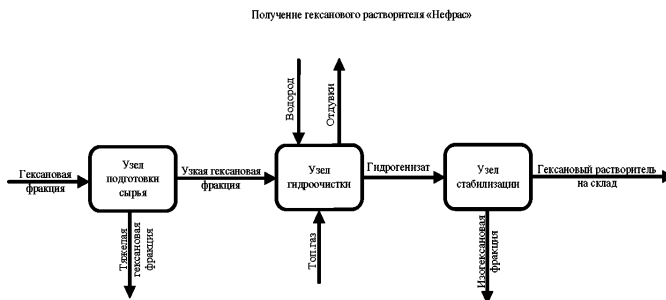 Получение гексанового растворителя «Нефрас»
Водород
Отдувки
Гексановая
фракция
Узел
подготовки
сырья
Узкая гексановая
фракция
Узел
гидроочистки
Гидрогенизат
Узел
стабилизации
Гексановый растворитель
на склад
Тяжелая
гексановая
фракция
Топ.газ
Изогексановая
фракция